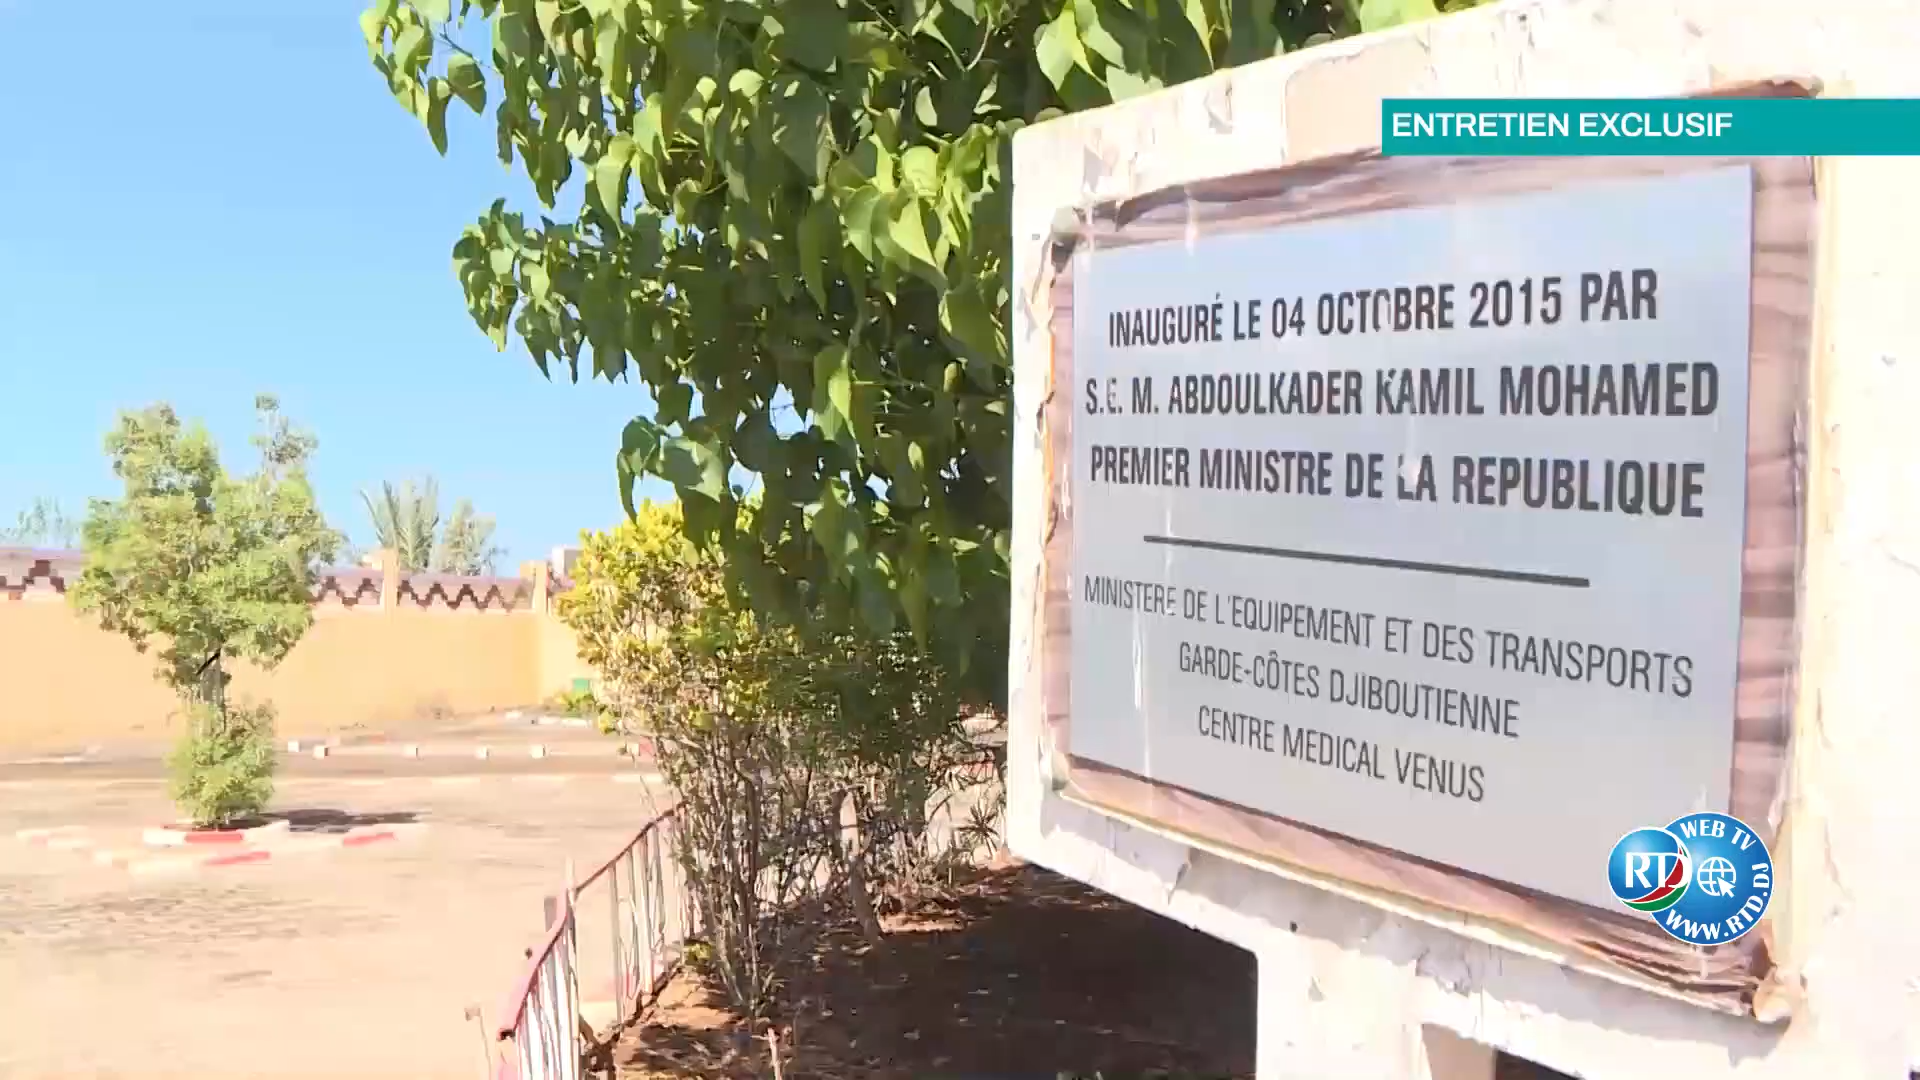 ENTRETIEN EXCLUSIF
INAUGURÉ LE 04 OCTOBRE 2015 PAR
S.E. M. ABDOULKADER KAMIL MOHAMED
PREMIER MINISTRE DE LA REPUBLIQUE
MINISTERE DE L'EQUIPEMENT ET DES TRANSPORTS
GARDE-CÔTES DJIBOUTIENNE
CENTRE MEDICAL VENUS
WEB TV
RTD
WWW.RTD.DJ